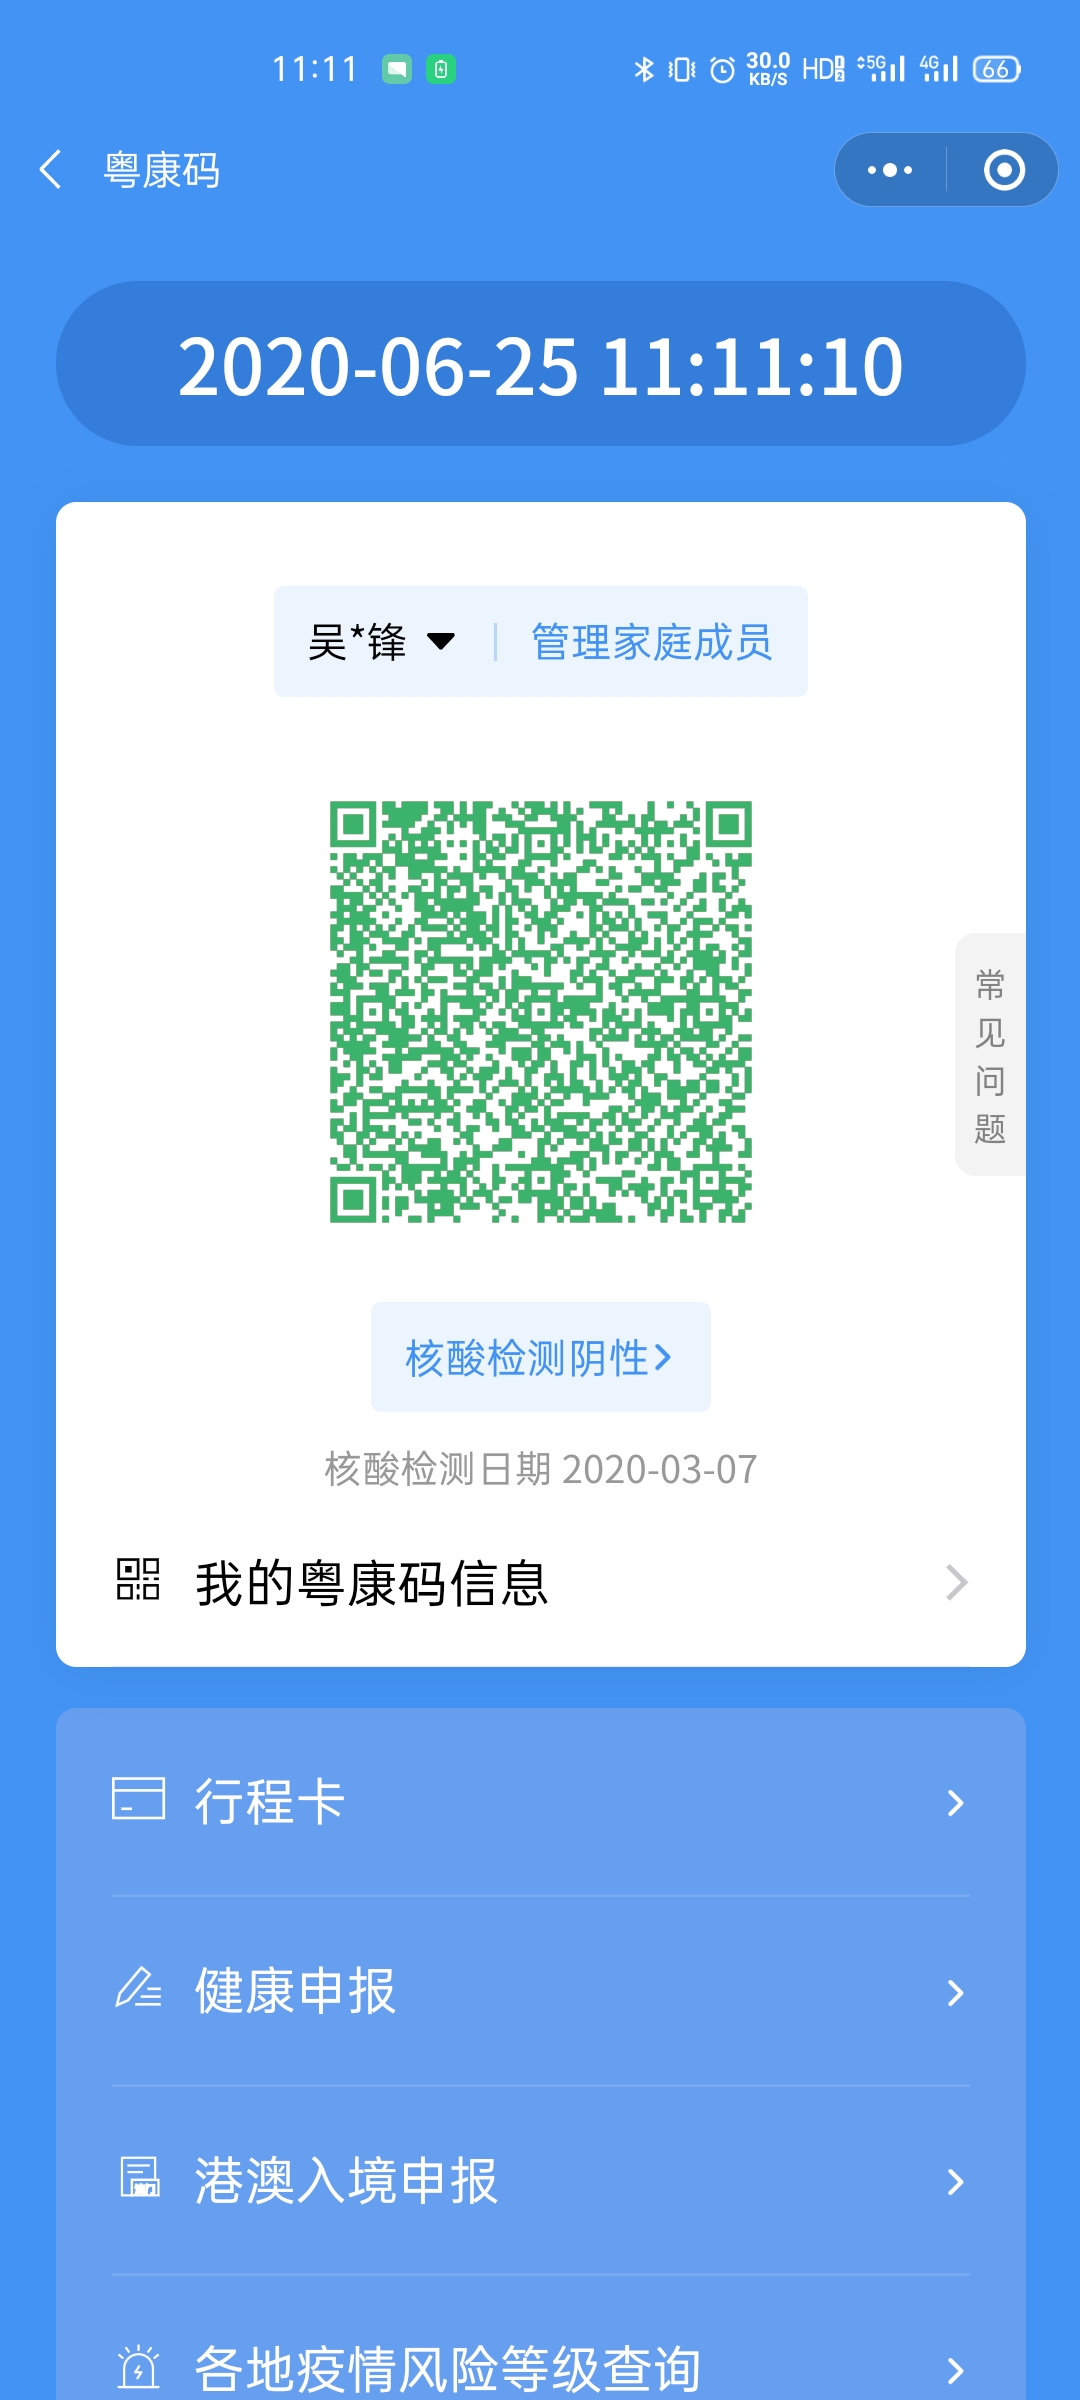 11:11
30.0
KB/S
HD
5G
4G
66
粤康码
2020-06-25 11:11:10
吴*锋
管理家庭成员
常
见
问
题
核酸检测阴性
核酸检测日期 2020-03-07
我的粤康码信息
行程卡
健康申报
港澳入境申报
各地疫情风险等级查询